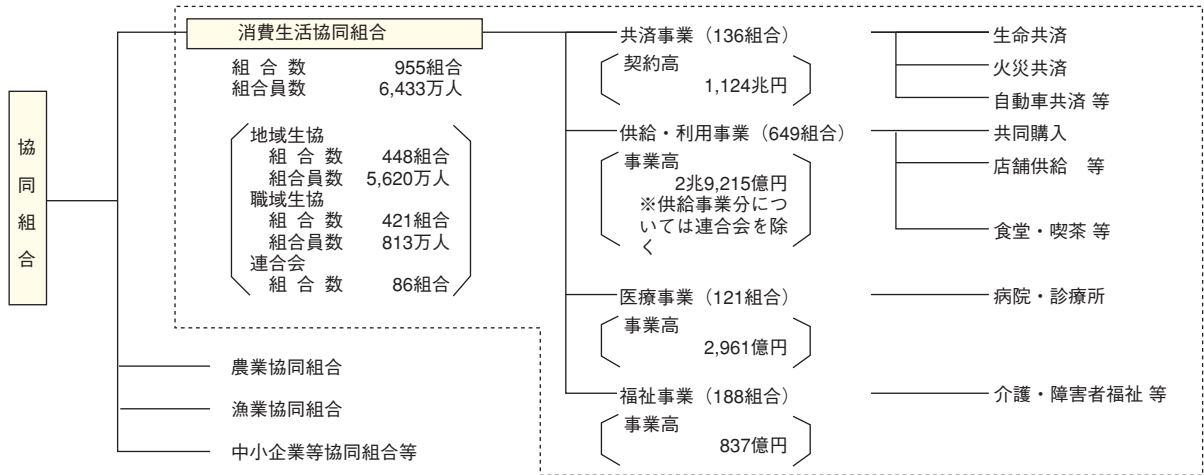 協同組合
消費生活協同組合
組 合 数 955組合
組合員数 6,433万人
地域生協
組 合 数 448組合
組合員数 5,620万人
職域生協
組 合 数 421組合
組合員数 813万人
連合会
組 合 数 86組合
農業協同組合
漁業協同組合
中小企業等協同組合等
共済事業（136組合）
契約高
1,124兆円
生命共済
火災共済
自動車共済 等
供給・利用事業（649組合）
事業高
2兆9,215億円
※供給事業分につ
いては連合会を除
く
共同購入
店舗供給 等
食堂・喫茶 等
医療事業（121組合）
事業高
2,961億円
病院・診療所
福祉事業（188組合）
事業高
837億円
介護・障害者福祉 等